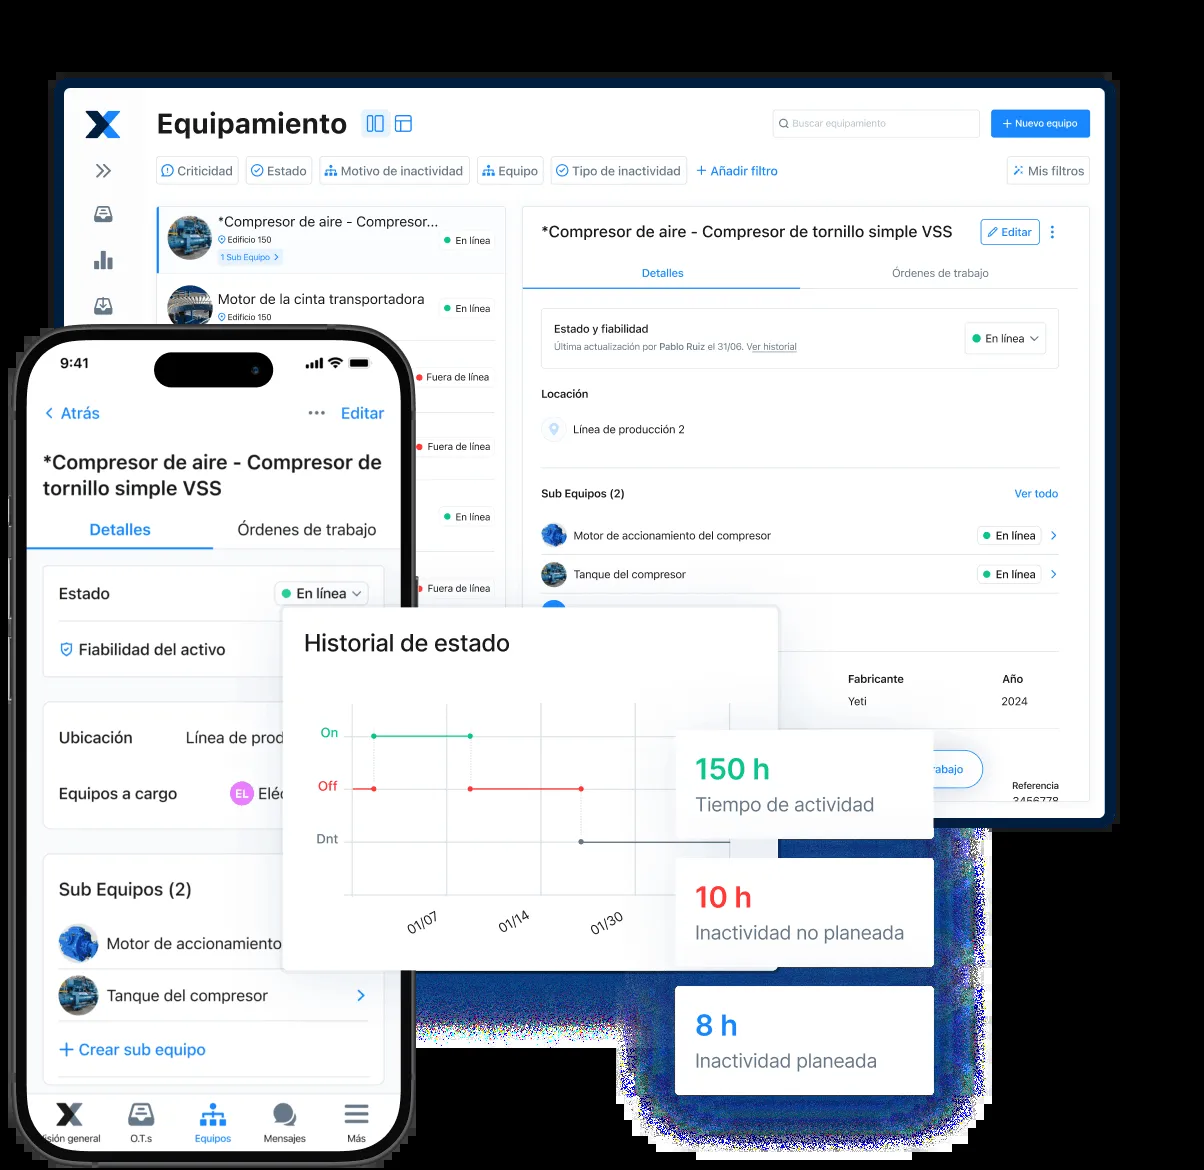 Equipamiento
Buscar equipamiento
+ Nuevo equipo
Criticidad
Estado
Motivo de inactividad
Equipo
Tipo de inactividad
+ Añadir filtro
Mis filtros
*Compresor de aire - Compresor...
Edificio 150
1 Sub Equipo >
En línea
Motor de la cinta transportadora
Edificio 150
En línea
Fuera de línea
Fuera de línea
En línea
Fuera de línea
*Compresor de aire - Compresor de tornillo simple VSS
Editar
Detalles
Órdenes de trabajo
Estado y fiabilidad
Última actualización por Pablo Ruiz el 31/06. Ver historial
En línea
Locación
Línea de producción 2
Sub Equipos (2)
Ver todo
Motor de accionamiento del compresor
En línea
Tanque del compresor
En línea
Fabricante
Año
Yeti
2024
rabajo
Referencia
3456778
9:41
Atrás
Editar
*Compresor de aire - Compresor de
tornillo simple VSS
Detalles
Órdenes de trabajo
Estado
En línea
Fiabilidad del activo
Ubicación
Línea de prod
Equipos a cargo
EL
Eléc
Sub Equipos (2)
Motor de accionamiento
Tanque del compresor
+ Crear sub equipo
isión general
O.T.s
Equipos
Mensajes
Más
Historial de estado
On
Off
Dnt
01/07
01/14
01/30
150 h
Tiempo de actividad
10 h
Inactividad no planeada
8 h
Inactividad planeada